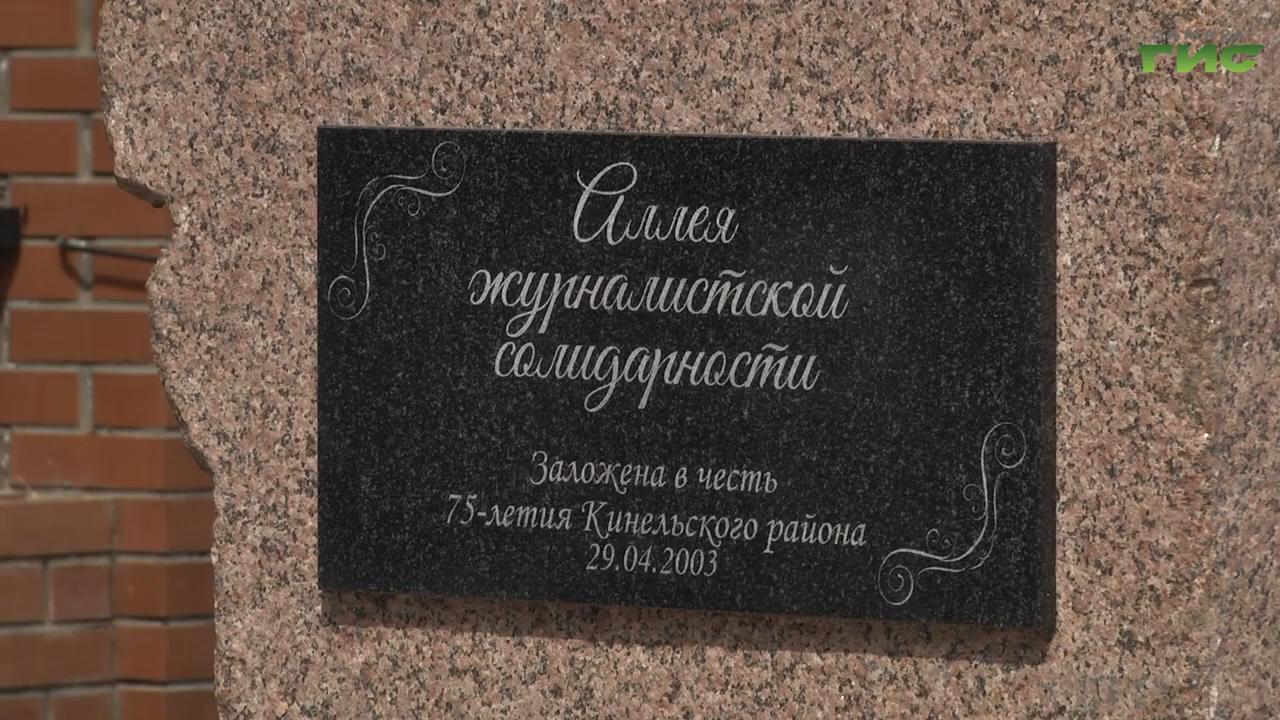 ГИС
Аллея
журналистской
солидарности
Заложена в честь
75-летия Кинельского района
29.04.2003